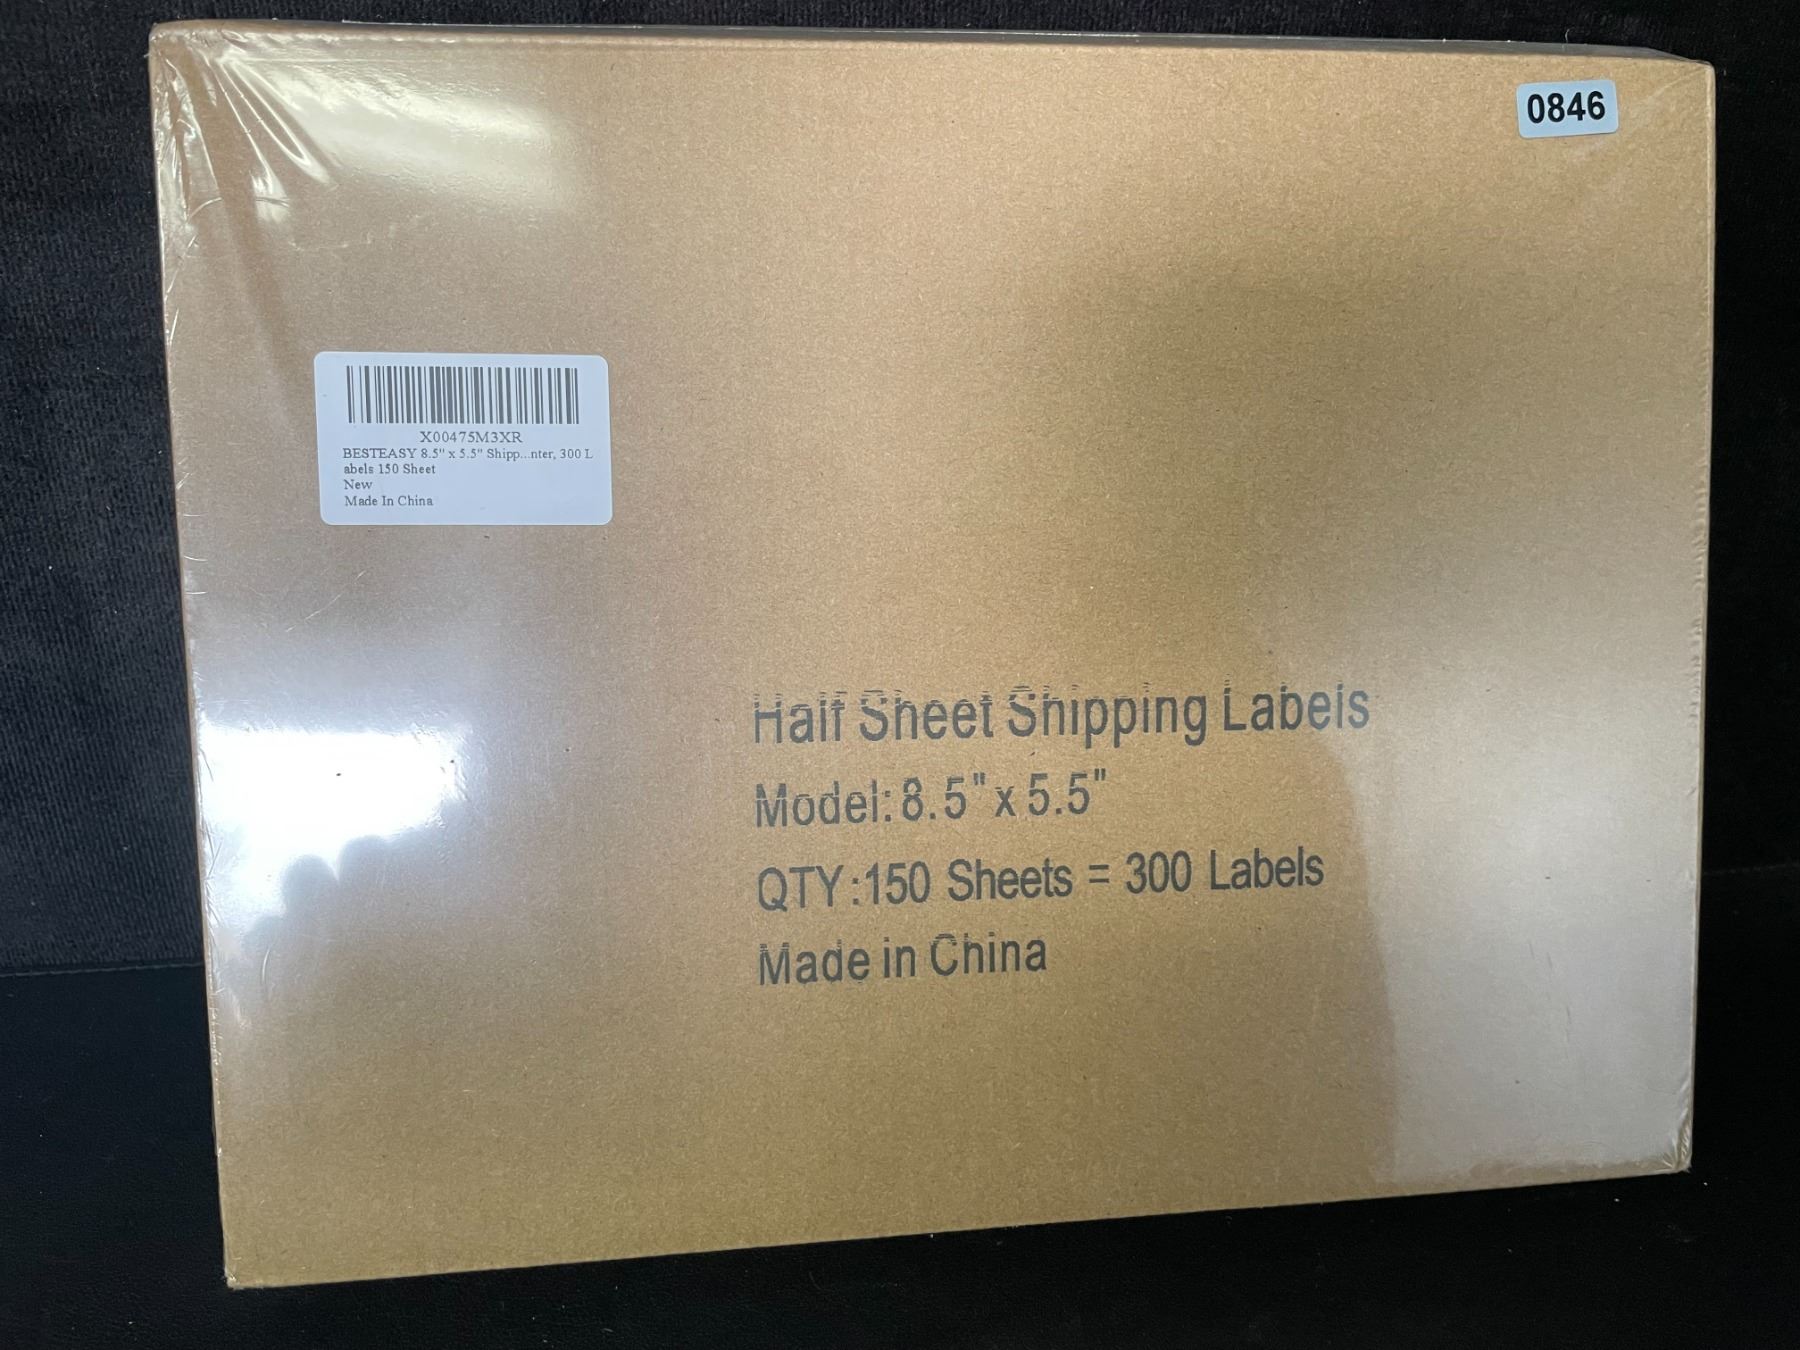 0846
X00475M3XR
BESTEASY 8.5" x 5.5" Shipp...nter, 300 L
abels 150 Sheet
New
Made In China
Half Sheet Shipping Labels
Model: 8.5" x 5.5"
QTY:150 Sheets = 300 Labels
Made in China